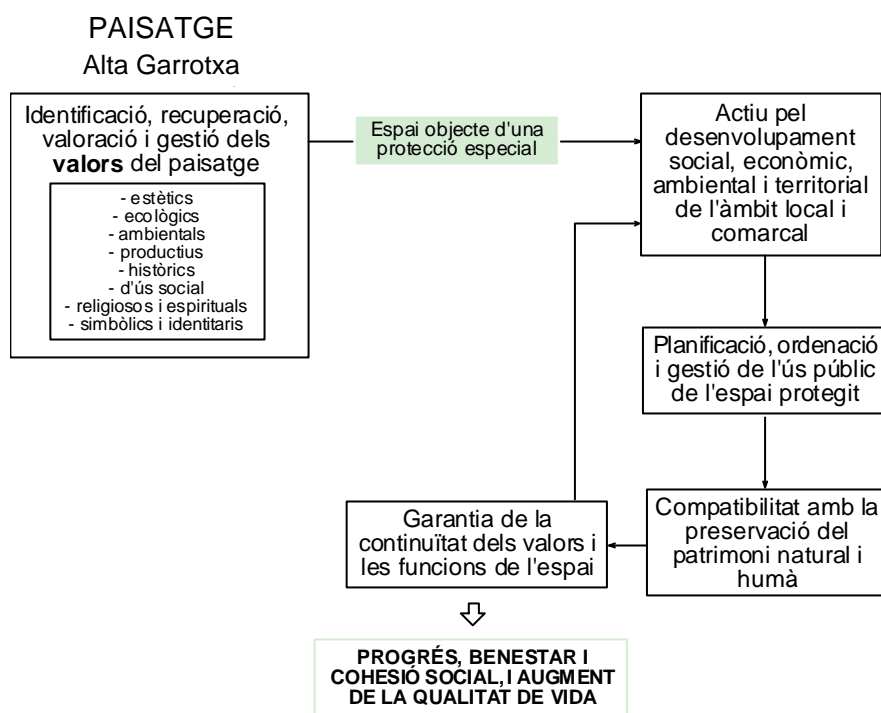 PAISATGE
Alta Garrotxa
Identificació, recuperació,
valoració i gestió dels
valors del paisatge
- estètics
- ecològics
- ambientals
- productius
- històrics
- d'ús social
- religiosos i espirituals
- simbòlics i identitaris
Espai objecte d'una
protecció especial
Actiu pel
desenvolupament
social, econòmic,
ambiental i territorial
de l'àmbit local i
comarcal
Planificació, ordenació
i gestió de l'ús públic
de l'espai protegit
Compatibilitat amb la
preservació del
patrimoni natural i
humà
Garantia de la
continuïtat dels valors i
les funcions de l'espai
PROGRÉS, BENESTAR I
COHESIÓ SOCIAL, I AUGMENT
DE LA QUALITAT DE VIDA